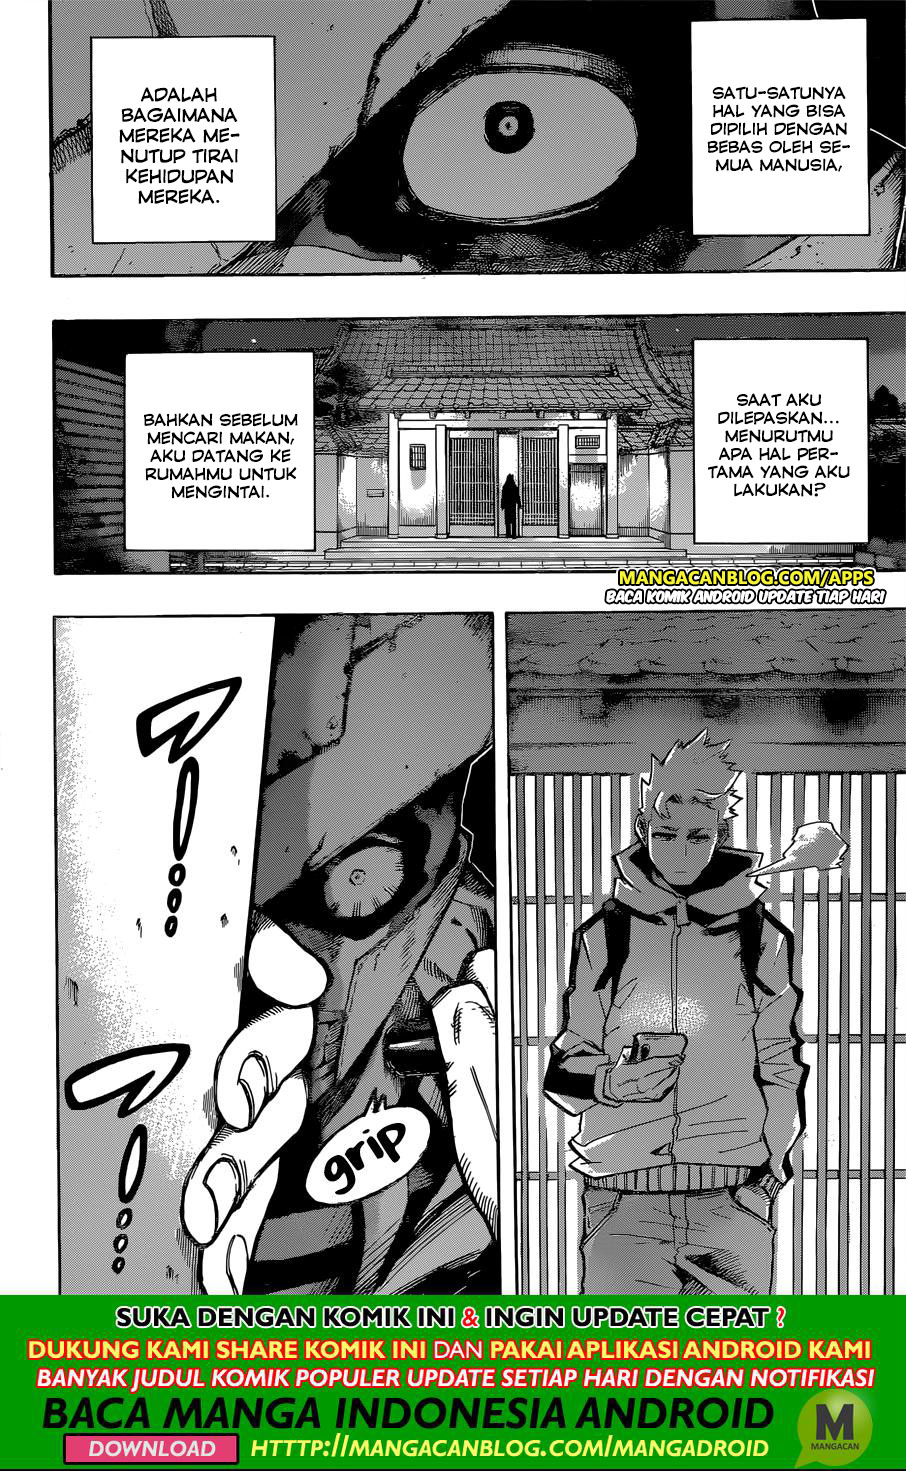 SATU-SATUNYA
HAL YANG BISA
DIPILIH DENGAN
BEBAS OLEH SE-
MUA MANUSIA,
ADALAH
BAGAIMANA
MEREKA ME-
NUTUP TIRAI
KEHIDUPAN
MEREKA.
SAAT AKU
DILEPASKAN...
MENURUTMU
APA HAL PER-
TAMA YANG AKU
LAKUKAN?
BAHKAN SEBELUM
MENCARI MAKAN,
AKU DATANG KE
RUMAHMU UNTUK
MENGINTAI.
MANGACANBLOG.COM/APPS
BACA KOMIK ANDROID UPDATE TIAP HARI
grip
SUKA DENGAN KOMIK INI & INGIN UPDATE CEPAT ?
DUKUNG KAMI SHARE KOMIK INI DAN PAKAI APLIKASI ANDROID KAMI
BANYAK JUDUL KOMIK POPULER UPDATE SETIAP HARI DENGAN NOTIFIKASI
BACA MANGA INDONESIA ANDROID
DOWNLOAD HTTTP://MANGACANBLOG.COM/MANGADROID
M
MANGACAN